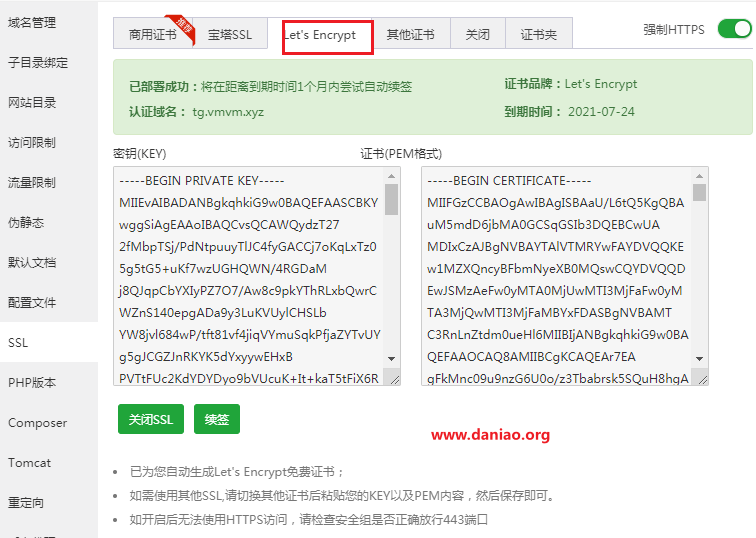 域名管理
子目录绑定
网站目录
访问限制
流量限制
伪静态
默认文档
配置文件
SSL
PHP版本
Composer
Tomcat
重定向
商用证书
推荐
宝塔SSL
Let's Encrypt
其他证书
关闭
证书夹
强制HTTPS
已部署成功：将在距离到期时间1个月内尝试自动续签
证书品牌：Let's Encrypt
认证域名： tg.vmvm.xyz
到期时间： 2021-07-24
密钥(KEY)
证书(PEM格式)
-----BEGIN PRIVATE KEY-----
MIIEvAIBADANBgkqhkiG9w0BAQEFAASCBKY
wggSiAgEAAoIBAQCvsQCAWQydzT27
2fMbpTSj/PdNtpuuyTlJC4fyGACCj7oKqLxTz0
5g5tG5+uKf7wzUGHQWN/4RGDaM
j8QJqpCbYXIyPZ7O7/Aw8c9pkYThRLxbQwrC
WZnS140epgADa9y3LuKVUylCHSLb
YW8jvl684wP/tft81vf4jiqVYmuSqkPfjaZYTvUY
g5gJCGZJnRKYK5dYxyywEHxB
PVTtFUc2KdYDYDyo9bVUcuK+It+kaT5tFiX6R
-----BEGIN CERTIFICATE-----
MIIFGzCCBAOgAwIBAgISBAaU/L6tQ5KgQBA
uM5mdD6jbMA0GCSqGSIb3DQEBCwUA
MDIxCzAJBgNVBAYTAlVTMRYwFAYDVQQKE
w1MZXQncyBFbmNyeXB0MQswCQYDVQQD
EwJSMzAeFw0yMTA0MjUwMTI3MjFaFw0yM
TA3MjQwMTI3MjFaMBYxFDASBgNVBAMT
C3RnLnZtdm0ueHl6MIIBIjANBgkqhkiG9w0BA
QEFAAOCAQ8AMIIBCgKCAQEAr7EA
gFkMnc09u9nzG6U0o/z3Tbabrsk5SQuH8hgA
关闭SSL
续签
www.daniao.org
已为您自动生成Let's Encrypt免费证书；
如需使用其他SSL,请切换其他证书后粘贴您的KEY以及PEM内容，然后保存即可。
如开启后无法使用HTTPS访问，请检查安全组是否正确放行443端口